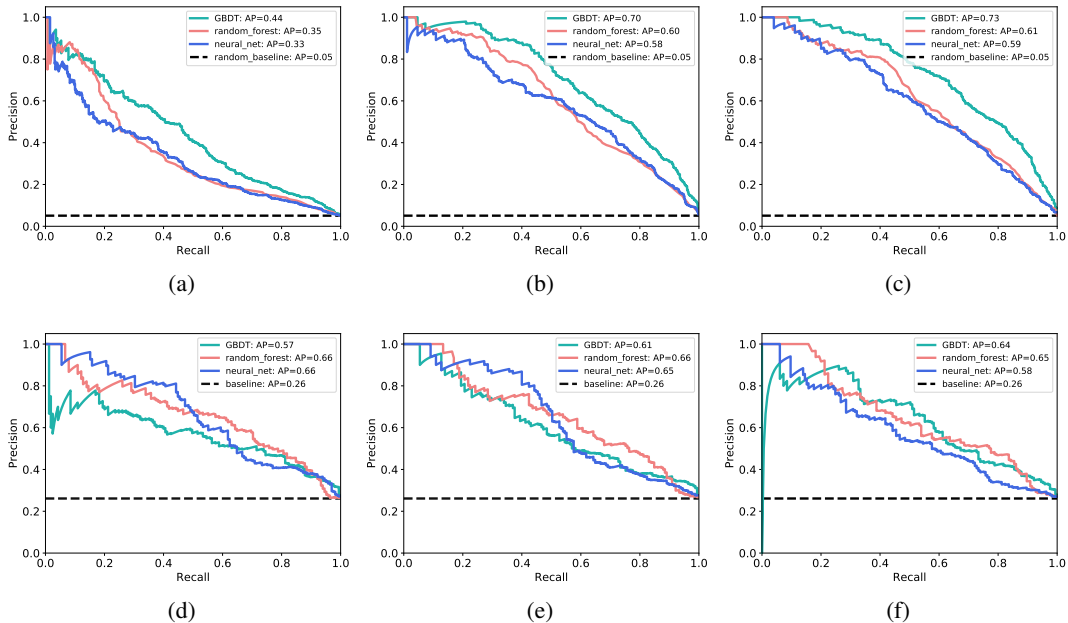 GBDT: AP=0.44
random_forest: AP=0.35
neural_net: AP=0.33
random_baseline: AP=0.05
Precision
1.0
0.8
0.6
0.4
0.2
0.0
0.0 0.2 0.4 0.6 0.8 1.0
Recall
(a)
GBDT: AP=0.70
random_forest: AP=0.60
neural_net: AP=0.58
random_baseline: AP=0.05
Precision
1.0
0.8
0.6
0.4
0.2
0.0
0.0 0.2 0.4 0.6 0.8 1.0
Recall
(b)
GBDT: AP=0.73
random_forest: AP=0.61
neural_net: AP=0.59
random_baseline: AP=0.05
Precision
1.0
0.8
0.6
0.4
0.2
0.0
0.0 0.2 0.4 0.6 0.8 1.0
Recall
(c)
GBDT: AP=0.57
random_forest: AP=0.66
neural_net: AP=0.66
baseline: AP=0.26
Precision
1.0
0.8
0.6
0.4
0.2
0.0
0.0 0.2 0.4 0.6 0.8 1.0
Recall
(d)
GBDT: AP=0.61
random_forest: AP=0.66
neural_net: AP=0.65
baseline: AP=0.26
Precision
1.0
0.8
0.6
0.4
0.2
0.0
0.0 0.2 0.4 0.6 0.8 1.0
Recall
(e)
GBDT: AP=0.64
random_forest: AP=0.65
neural_net: AP=0.58
baseline: AP=0.26
Precision
1.0
0.8
0.6
0.4
0.2
0.0
0.0 0.2 0.4 0.6 0.8 1.0
Recall
(f)